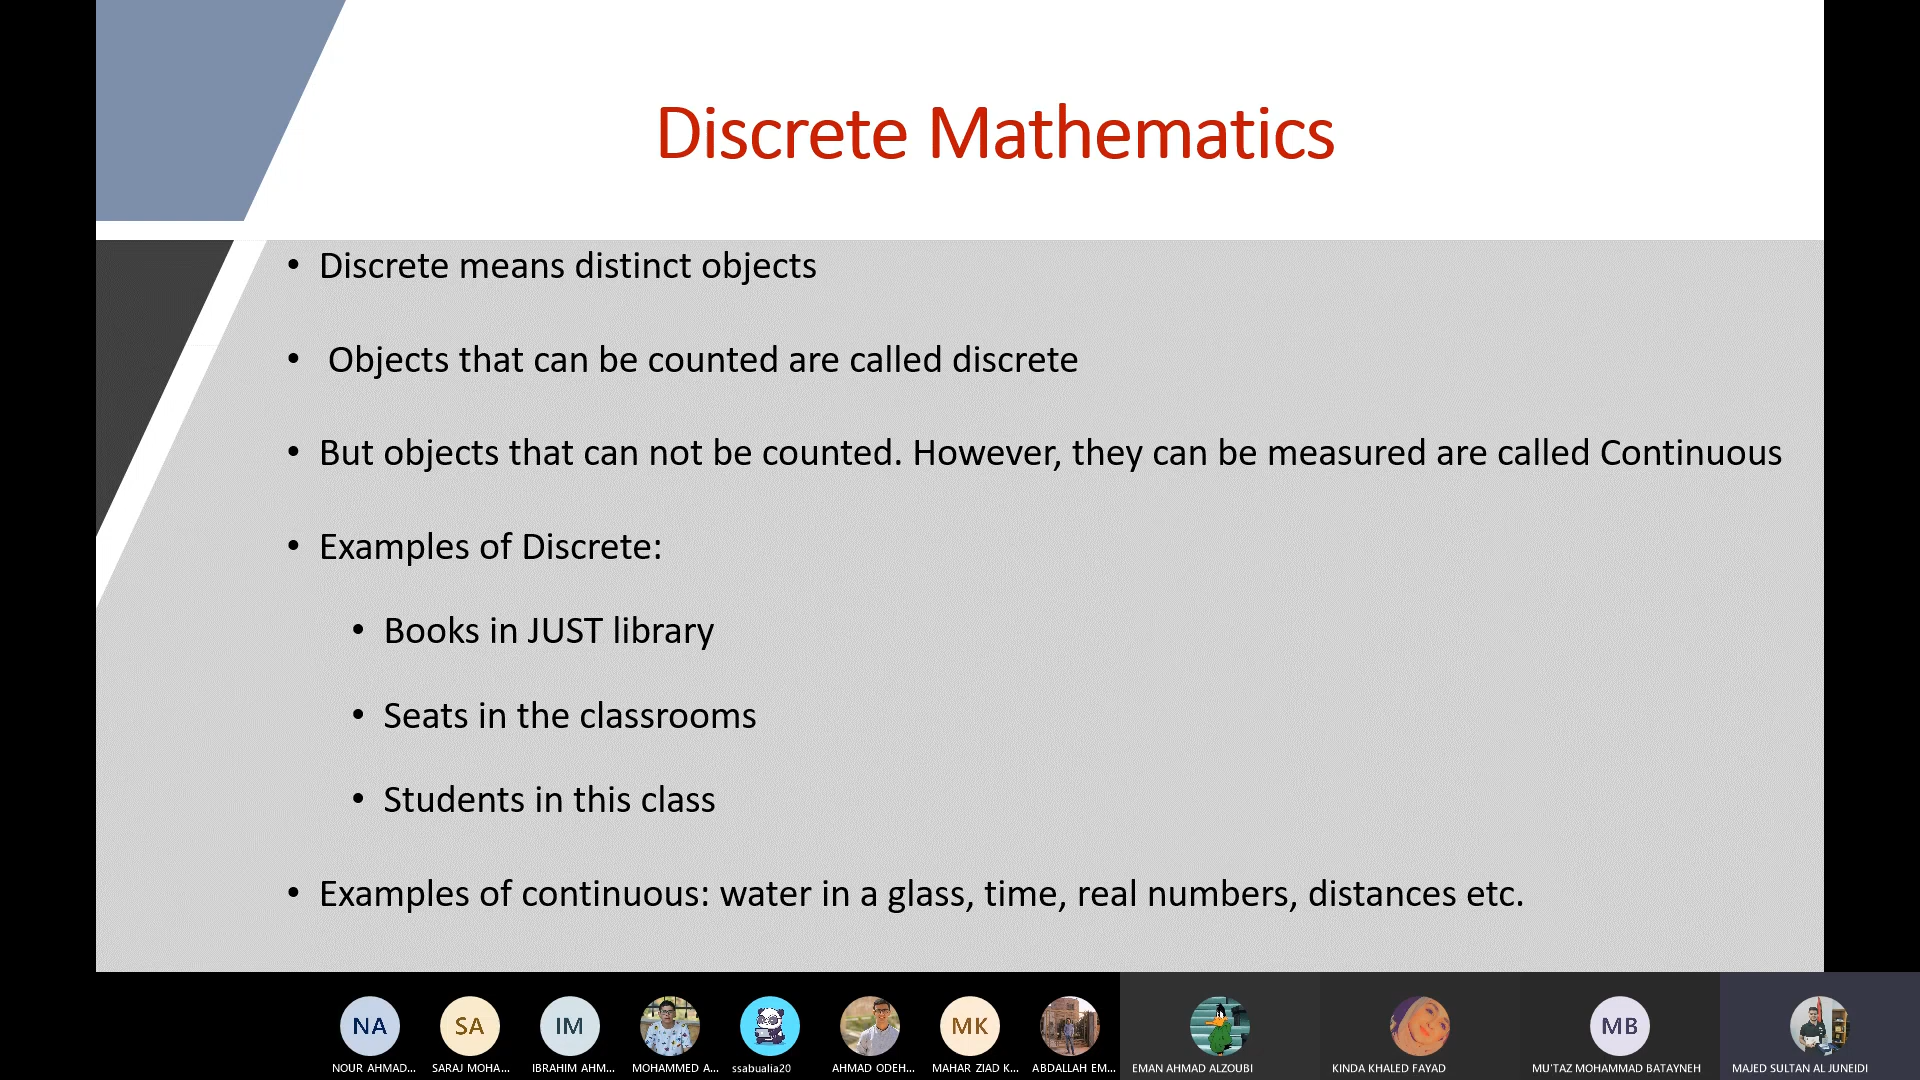 Discrete Mathematics
• Discrete means distinct objects
• Objects that can be counted are called discrete
• But objects that can not be counted. However, they can be measured are called Continuous
• Examples of Discrete:
• Books in JUST library
• Seats in the classrooms
• Students in this class
• Examples of continuous: water in a glass, time, real numbers, distances etc.
NA SA IM MK MB
NOUR AHMAD... SARAJ MOHA... IBRAHIM AHM... MOHAMMED A... ssabualia20 AHMAD ODEH... MAHAR ZIAD K... ABDALLAH EM... EMAN AHMAD ALZOUBI KINDA KHALED FAYAD MU'TAZ MOHAMMAD BATAYNEH MAJED SULTAN AL JUNEIDI